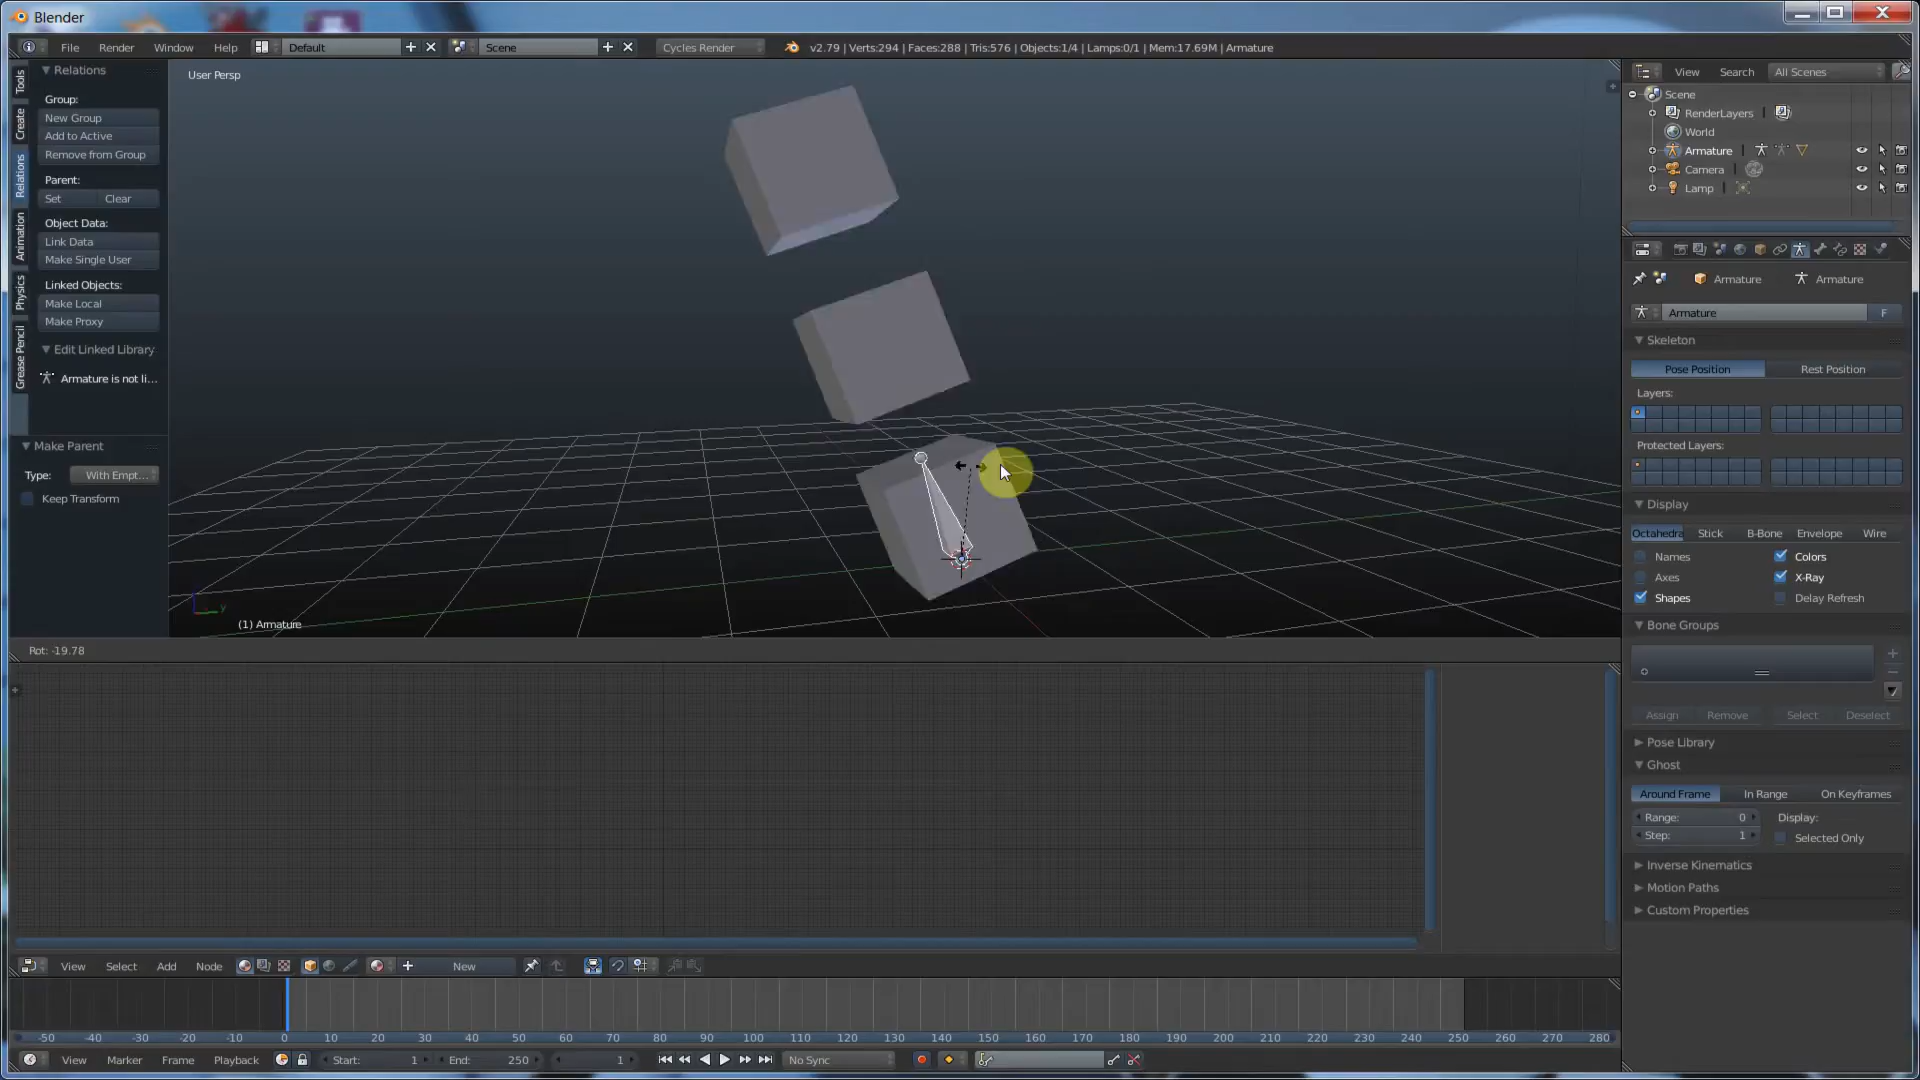 Blender
File Render Window Help Default Scene Cycles Render v2.79 | Verts:294 | Faces:288 | Tris:576 | Objects:1/4 | Lamps:0/1 | Mem:17.69M | Armature
Tools
Create
Relations
Animation
Physics
Grease Pencil
Relations
Group:
New Group
Add to Active
Remove from Group
Parent:
Set Clear
Object Data:
Link Data
Make Single User
Linked Objects:
Make Local
Make Proxy
Edit Linked Library
Armature is not li...
Make Parent
Type: With Empt...
Keep Transform
User Persp
y
(1) Armature
Rot: -19.78
View Select Add Node New
-50 -40 -30 -20 -10 0 10 20 30 40 50 60 70 80 90 100 110 120 130 140 150 160 170 180 190 200 210 220 230 240 250 260 270 280
View Marker Frame Playback Start: 1 End: 250 1 No Sync
View Search All Scenes
Scene
RenderLayers |
World
Armature |
Camera |
Lamp |
Armature Armature
Armature F
Skeleton
Pose Position Rest Position
Layers:
Protected Layers:
Display
Octahedra Stick B-Bone Envelope Wire
Names Colors
Axes X-Ray
Shapes Delay Refresh
Bone Groups
Assign Remove Select Deselect
Pose Library
Ghost
Around Frame In Range On Keyframes
Range: 0 Display:
Step: 1 Selected Only
Inverse Kinematics
Motion Paths
Custom Properties